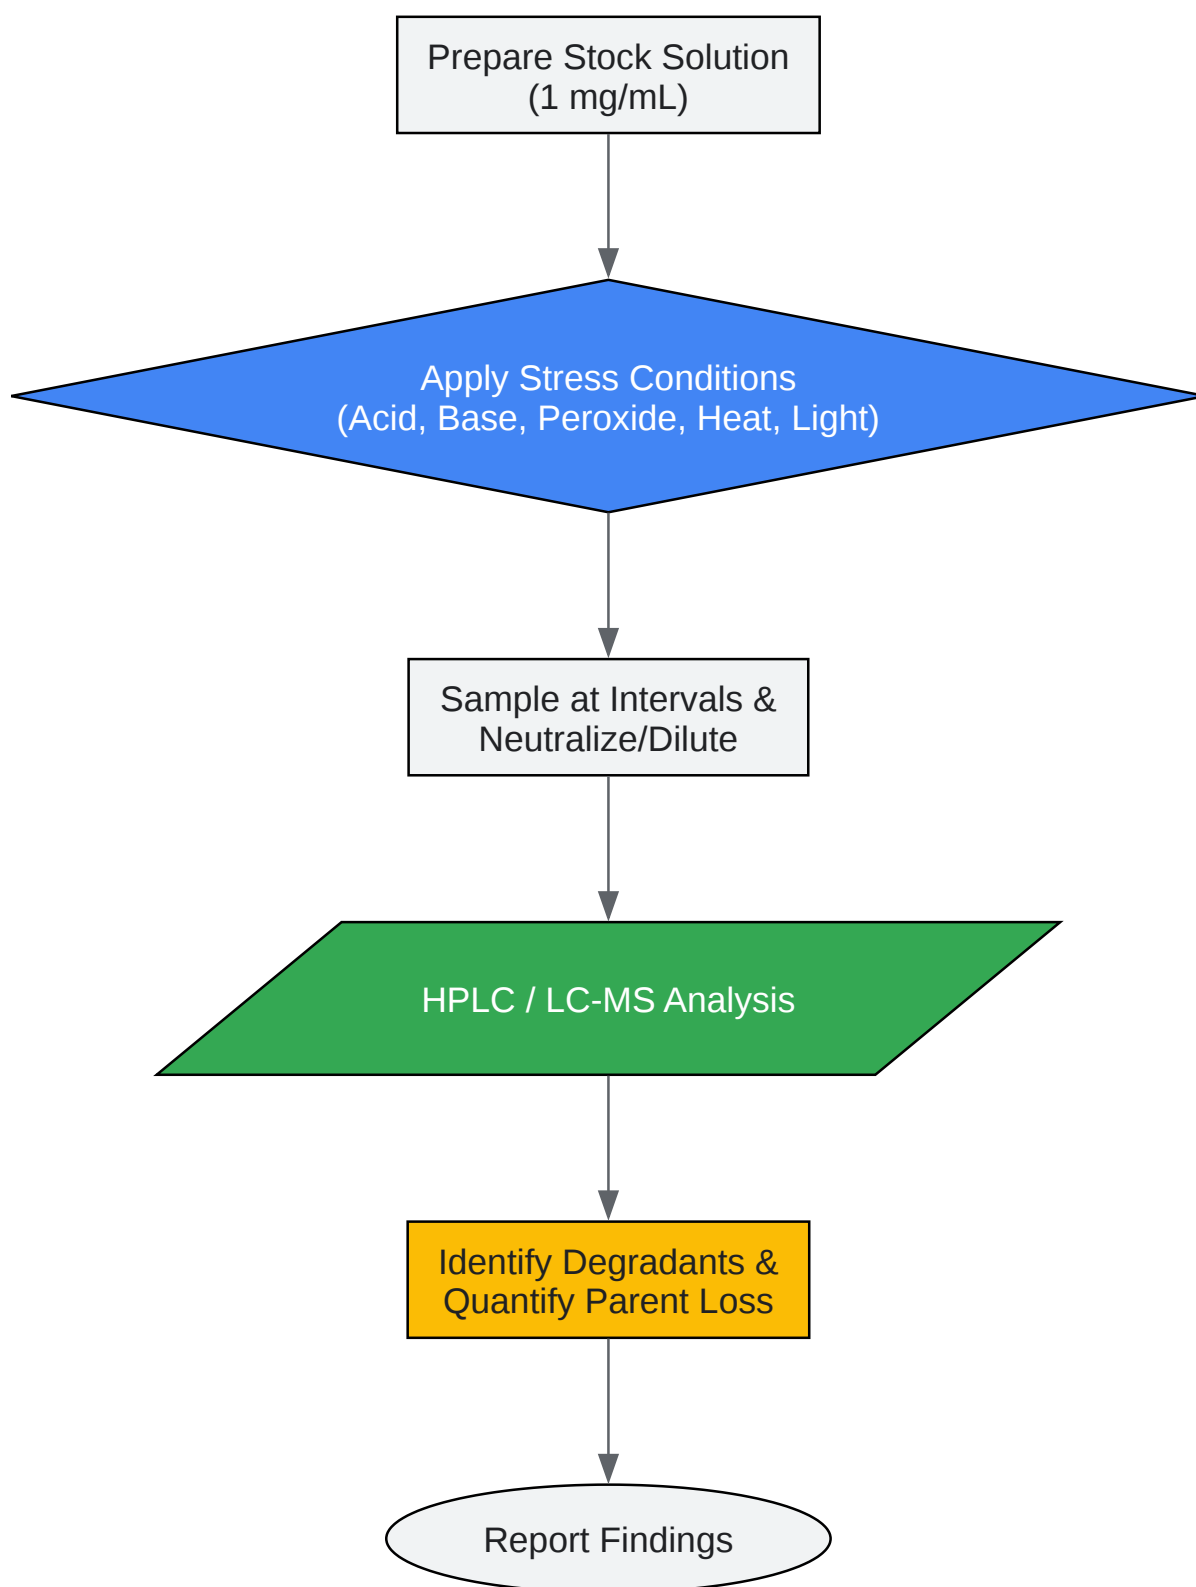 Prepare Stock Solution
(1 mg/mL)
Apply Stress Conditions
(Acid, Base, Peroxide, Heat, Light)
Sample at Intervals &
Neutralize/Dilute
HPLC / LC-MS Analysis
Identify Degradants &
Quantify Parent Loss
Report Findings